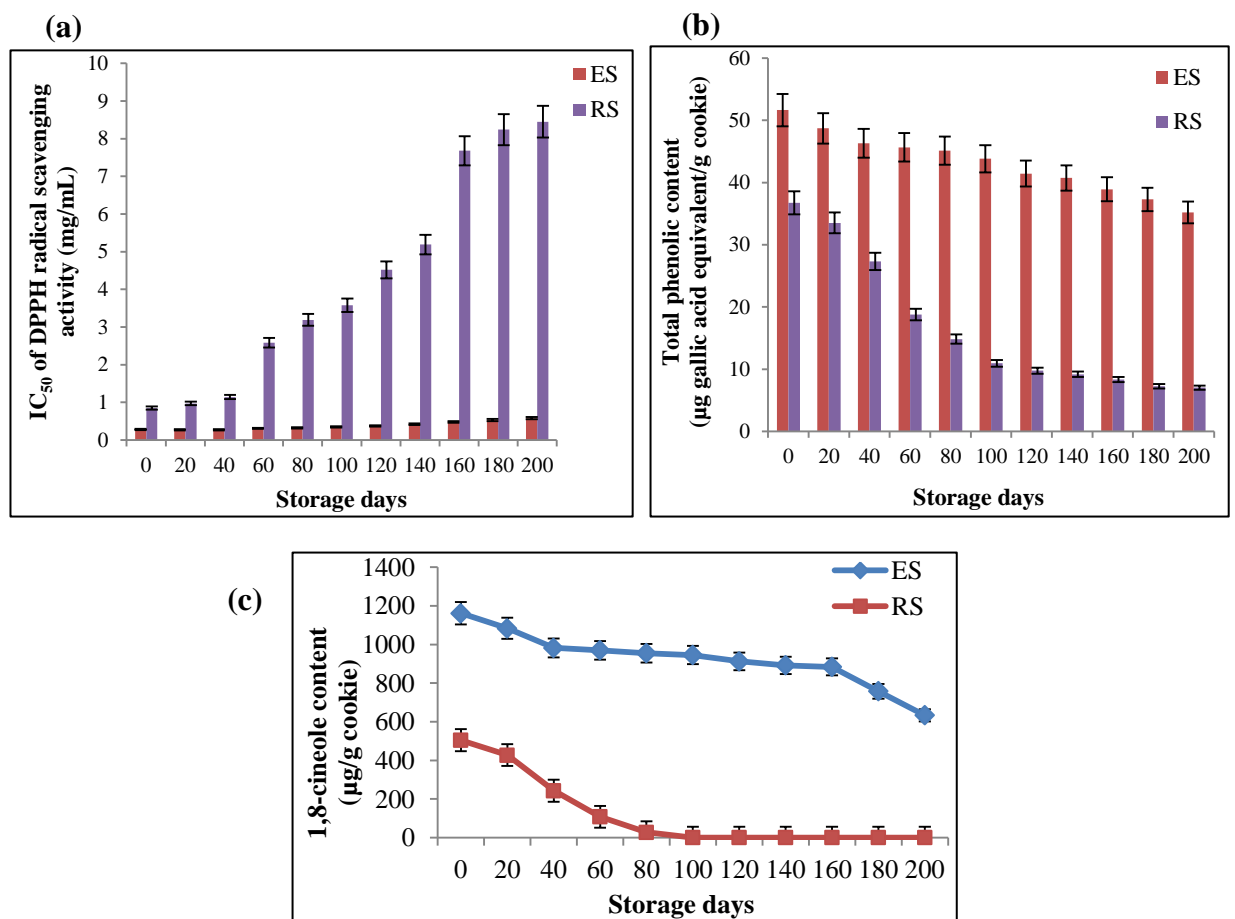 (a)
10
9
8
7
6
5
4
3
2
1
0
IC50 of DPPH radical scavenging
activity (mg/mL)
ES
RS
0 20 40 60 80 100 120 140 160 180 200
Storage days
(b)
60
50
40
30
20
10
0
Total phenolic content
(µg gallic acid equivalent/g cookie)
ES
RS
0 20 40 60 80 100 120 140 160 180 200
Storage days
(c)
1400
1200
1000
800
600
400
200
0
1,8-cineole content
(µg/g cookie)
ES
RS
0 20 40 60 80 100 120 140 160 180 200
Storage days